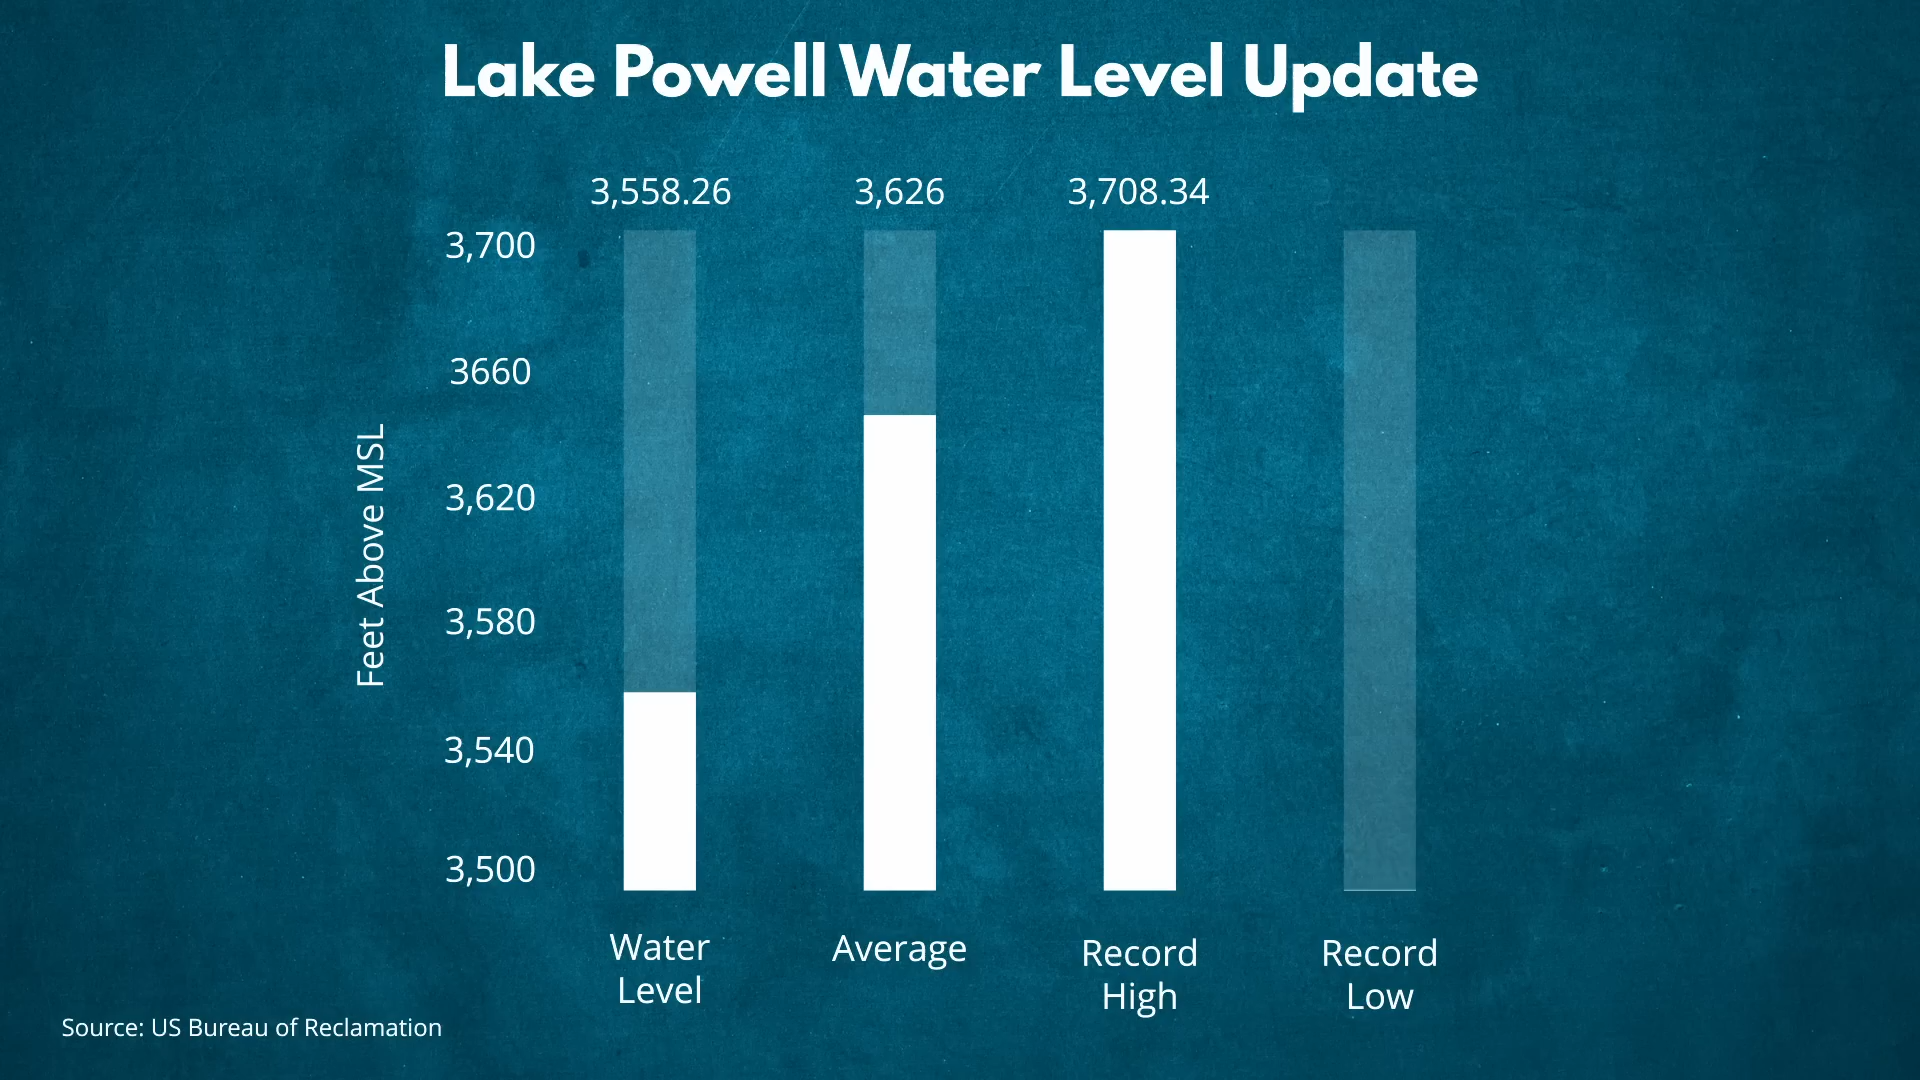 Lake Powell Water Level Update
3,558.26 3,626 3,708.34
3,700
3660
3,620
3,580
3,540
3,500
Feet Above MSL
Water
Level
Average
Record
High
Record
Low
Source: US Bureau of Reclamation